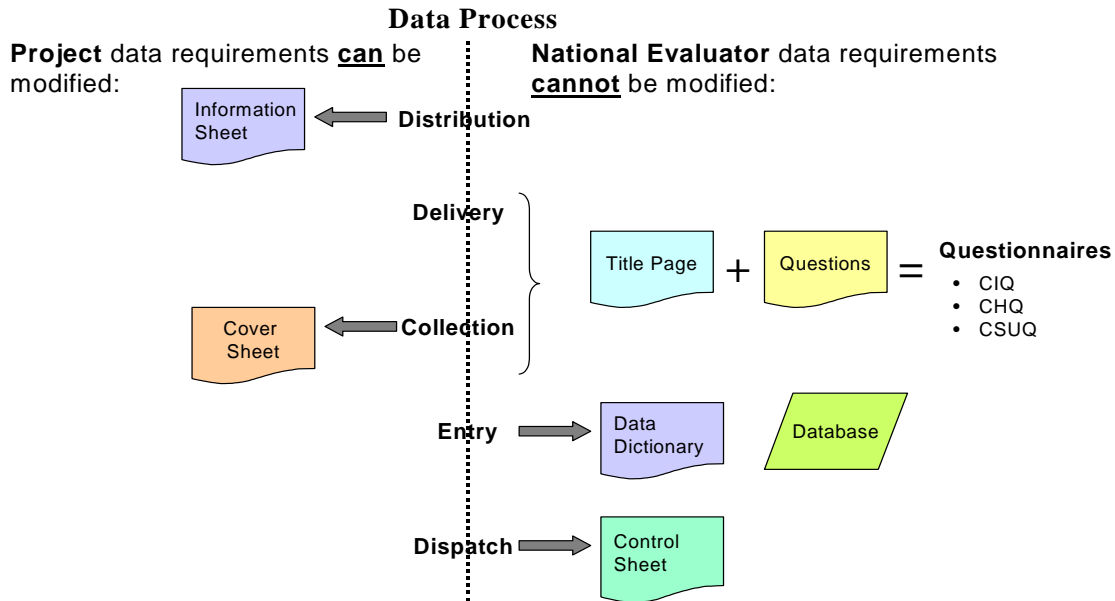 Data Process
Project data requirements can be
modified:
National Evaluator data requirements
cannot be modified:
Information
Sheet
Distribution
Delivery
Title Page
+
Questions
=
Questionnaires
• CIQ
• CHQ
• CSUQ
Cover
Sheet
Collection
Entry
Data
Dictionary
Database
Dispatch
Control
Sheet